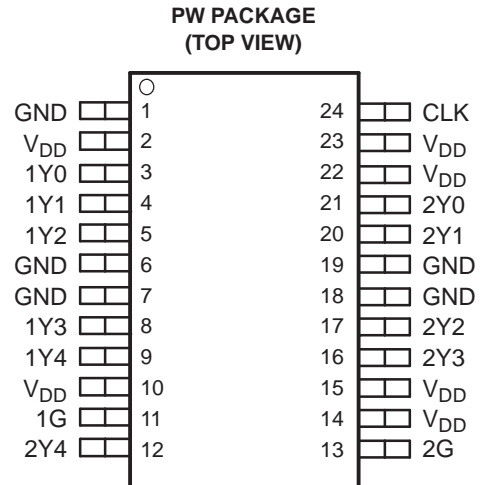 PW PACKAGE
(TOP VIEW)
GND 1 24 CLK
VDD 2 23 VDD
1Y0 3 22 VDD
1Y1 4 21 2Y0
1Y2 5 20 2Y1
GND 6 19 GND
GND 7 18 GND
1Y3 8 17 2Y2
1Y4 9 16 2Y3
VDD 10 15 VDD
1G 11 14 VDD
2Y4 12 13 2G